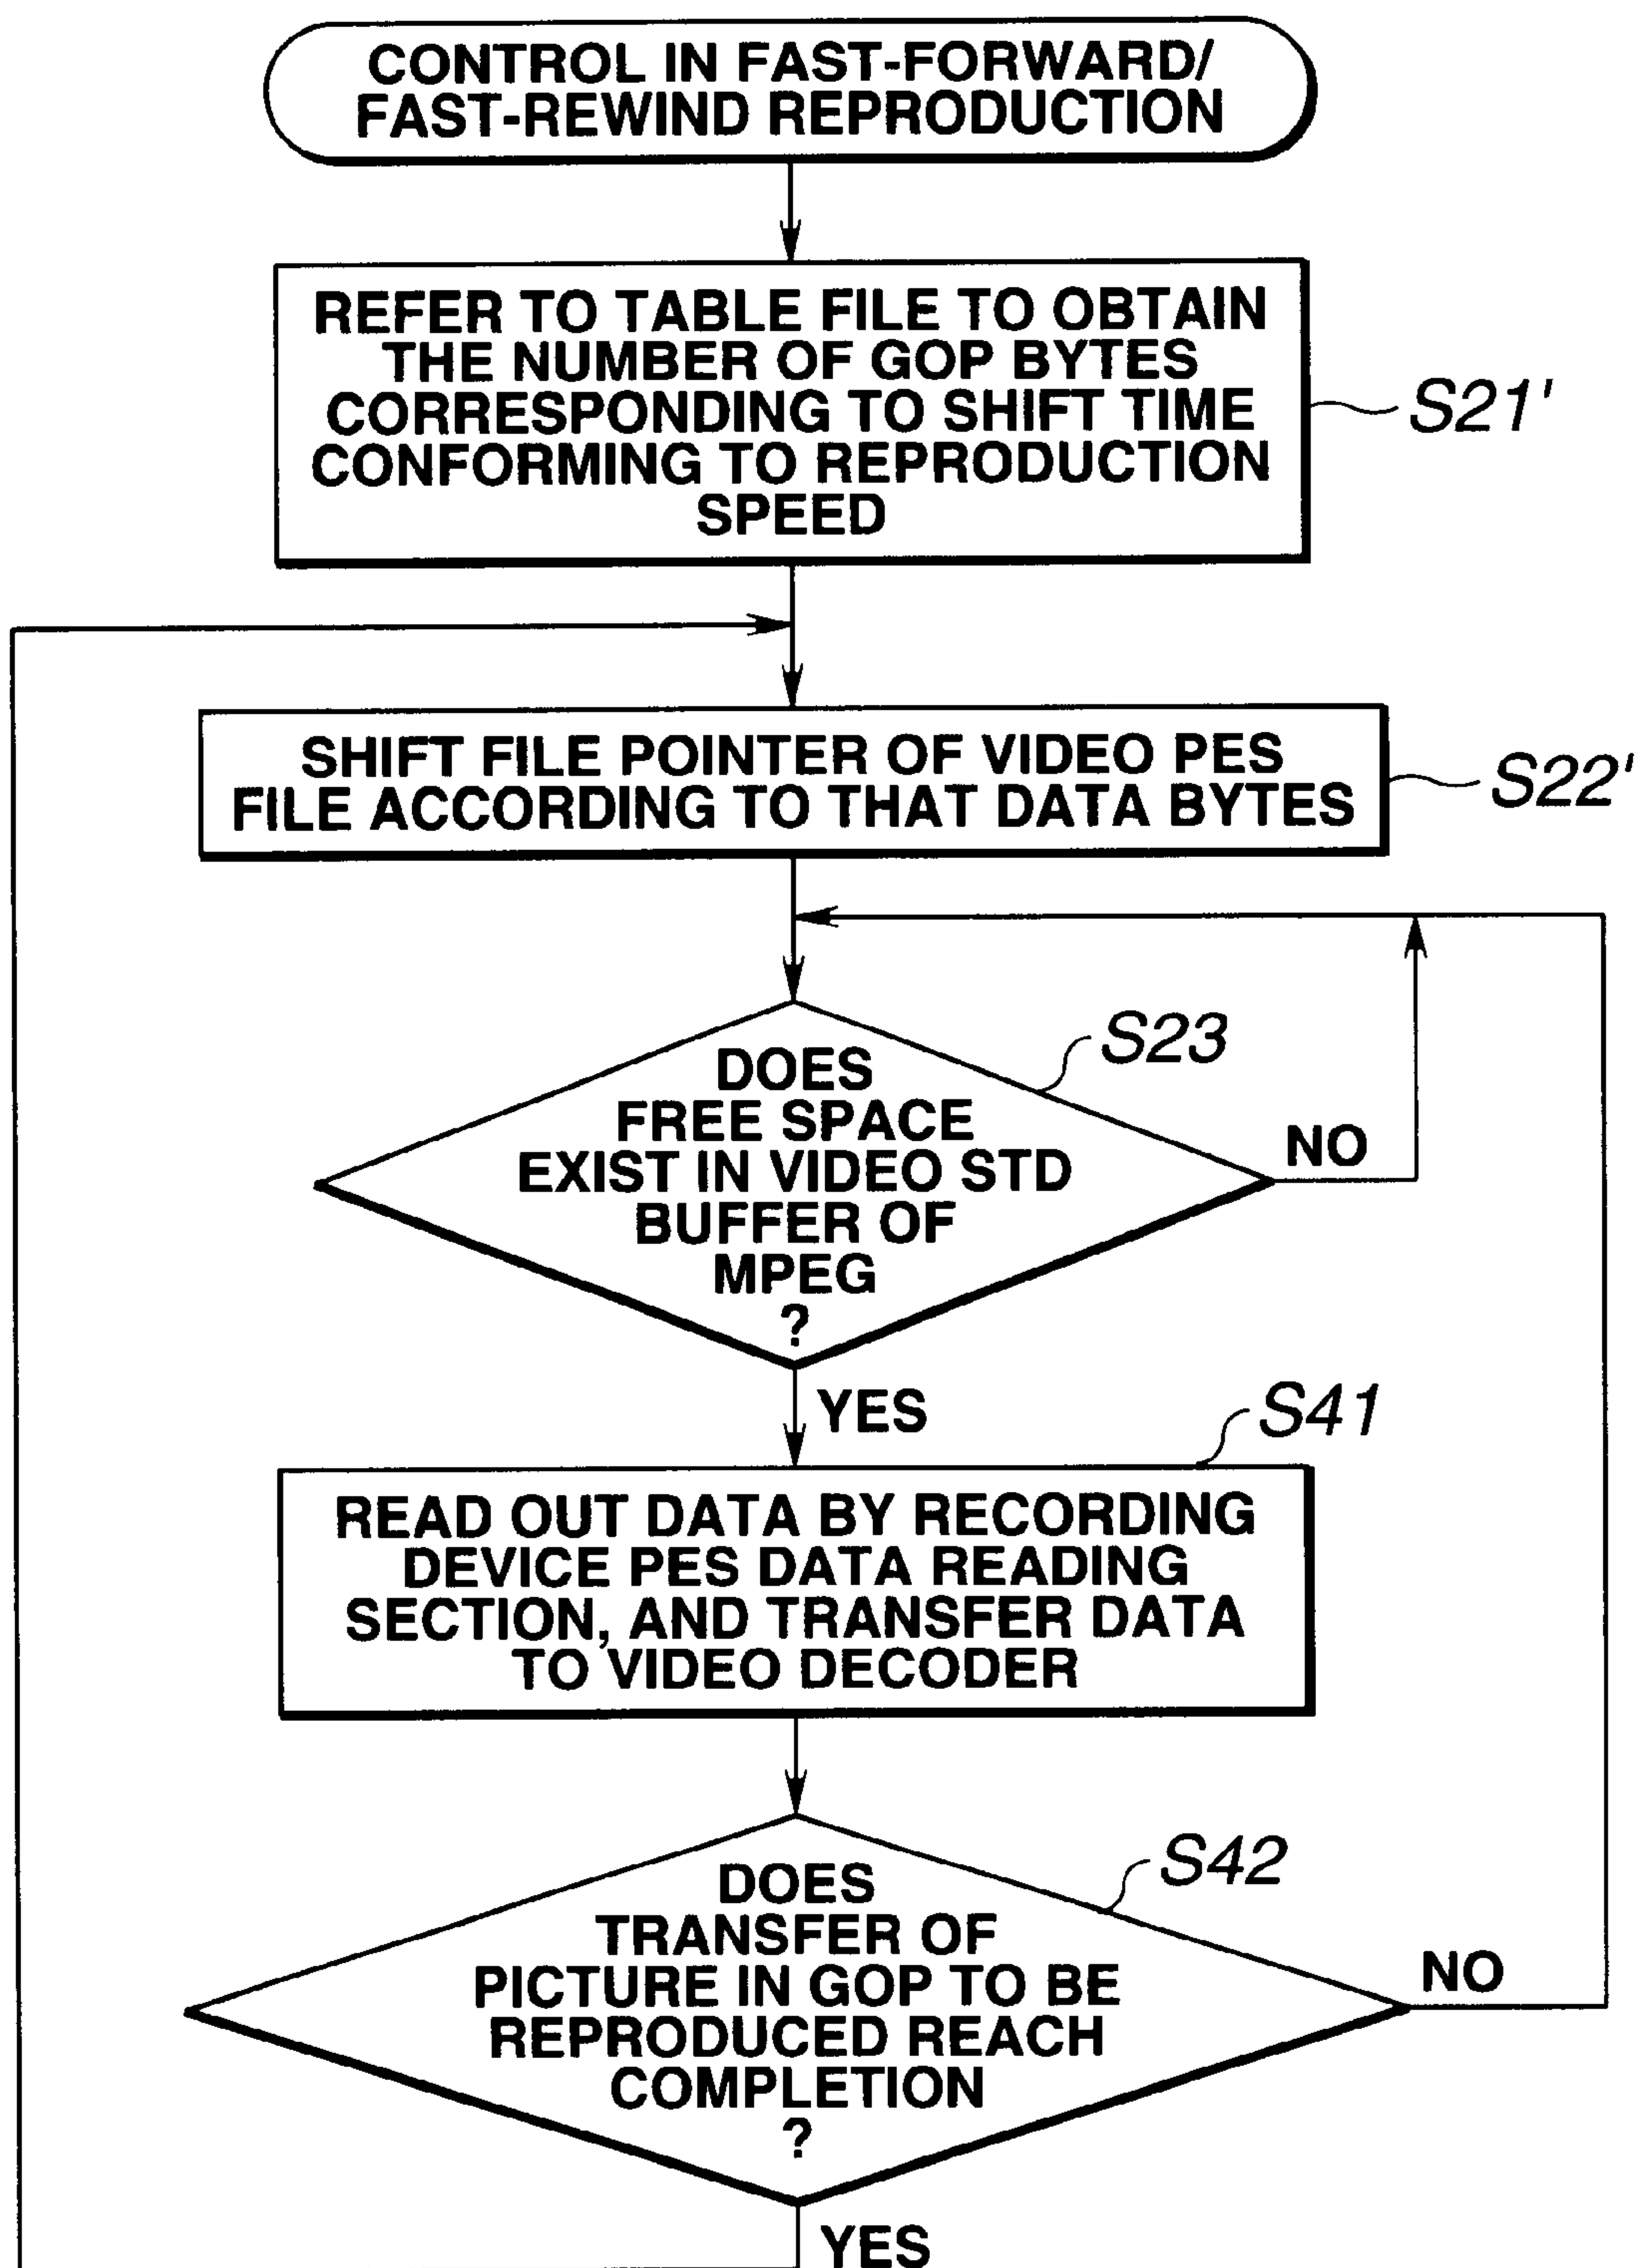 CONTROL IN FAST-FORWARD/
FAST-REWIND REPRODUCTION
REFER TO TABLE FILE TO OBTAIN
THE NUMBER OF GOP BYTES
CORRESPONDING TO SHIFT TIME
CONFORMING TO REPRODUCTION
SPEED
S21'
SHIFT FILE POINTER OF VIDEO PES
FILE ACCORDING TO THAT DATA BYTES
S22'
DOES
FREE SPACE
EXIST IN VIDEO STD
BUFFER OF
MPEG
?
S23
NO
YES
S41
READ OUT DATA BY RECORDING
DEVICE PES DATA READING
SECTION, AND TRANSFER DATA
TO VIDEO DECODER
DOES
TRANSFER OF
PICTURE IN GOP TO BE
REPRODUCED REACH
COMPLETION
?
S42
NO
YES